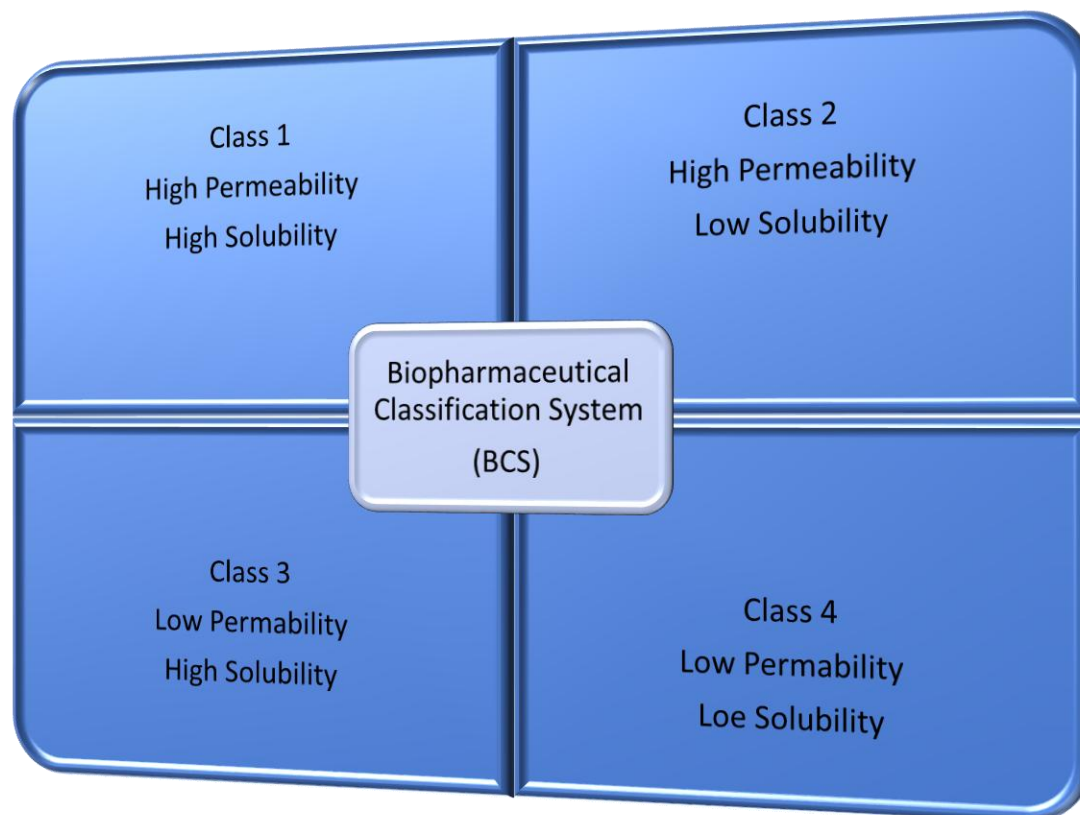 Class 1
High Permeability
High Solubility
Class 2
High Permeability
Low Solubility
Biopharmaceutical
Classification System
(BCS)
Class 3
Low Permability
High Solubility
Class 4
Low Permability
Loe Solubility